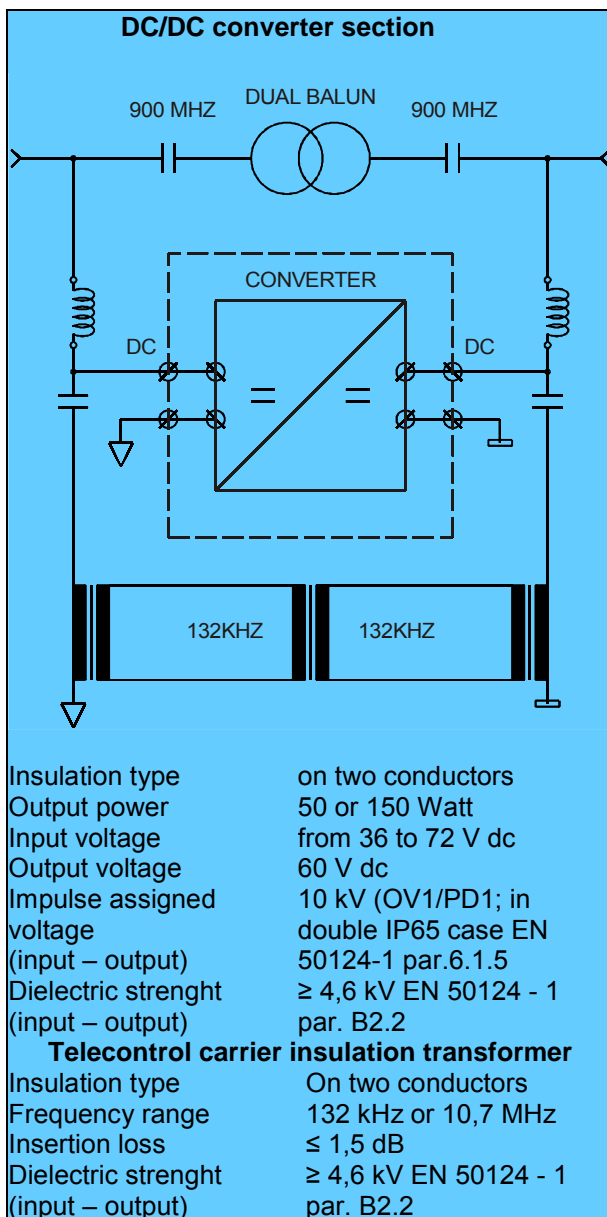 DC/DC converter section
DUAL BALUN
900 MHZ
900 MHZ
CONVERTER
DC
DC
132KHZ
132KHZ
Insulation type on two conductors
Output power 50 or 150 Watt
Input voltage from 36 to 72 V dc
Output voltage 60 V dc
Impulse assigned 10 kV (OV1/PD1; in
voltage double IP65 case EN
(input – output) 50124-1 par.6.1.5
Dielectric strenght ≥ 4,6 kV EN 50124 - 1
(input – output) par. B2.2
Telecontrol carrier insulation transformer
Insulation type On two conductors
Frequency range 132 kHz or 10,7 MHz
Insertion loss ≤ 1,5 dB
Dielectric strenght ≥ 4,6 kV EN 50124 - 1
(input – output) par. B2.2